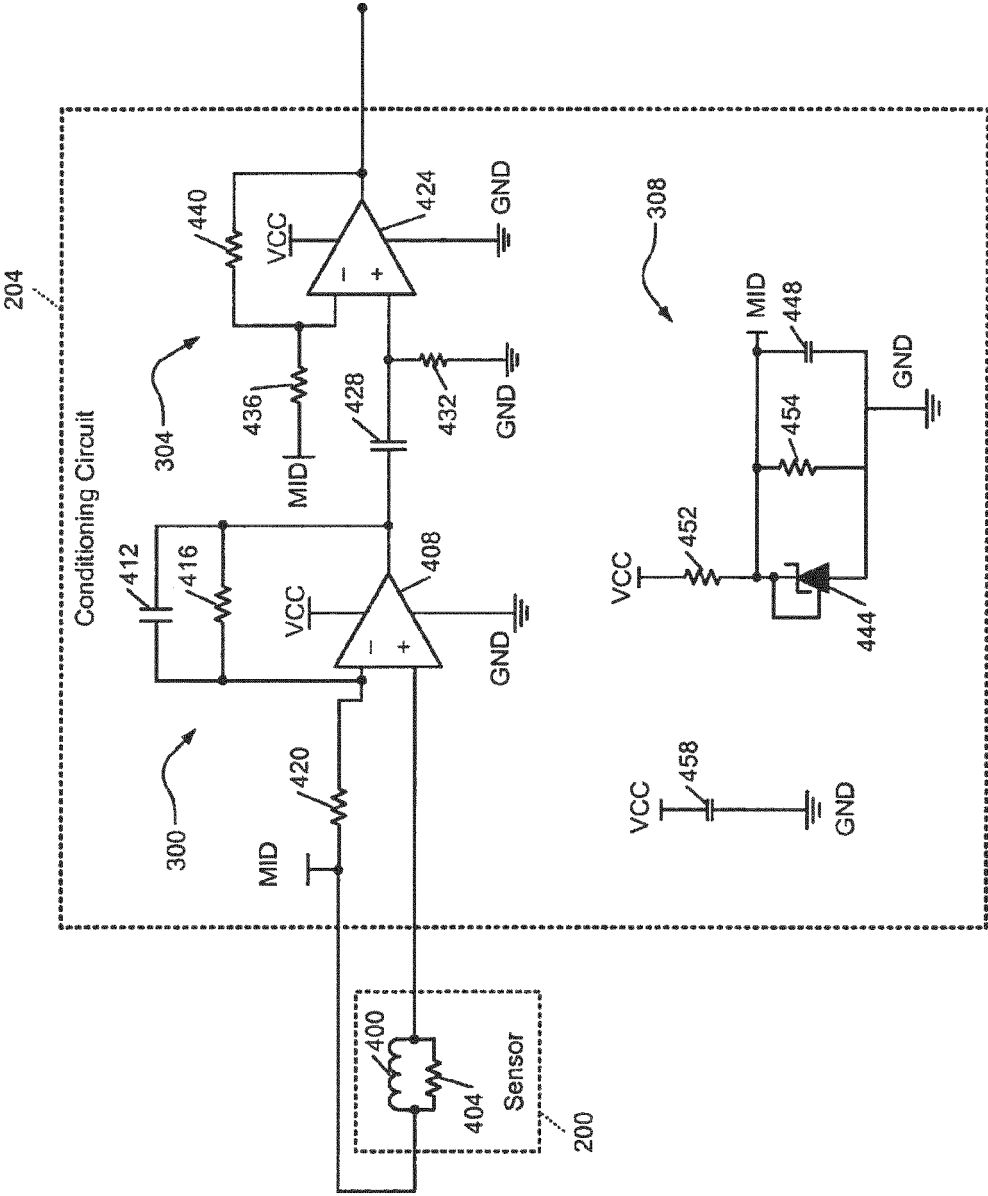 204
Conditioning Circuit
300
412
416
304
440
VCC
424
GND
436
MID
428
432
GND
MID
420
VCC
408
GND
308
VCC
458
GND
VCC
452
444
454
MID
448
GND
400
404
Sensor
200
−
+
−
+